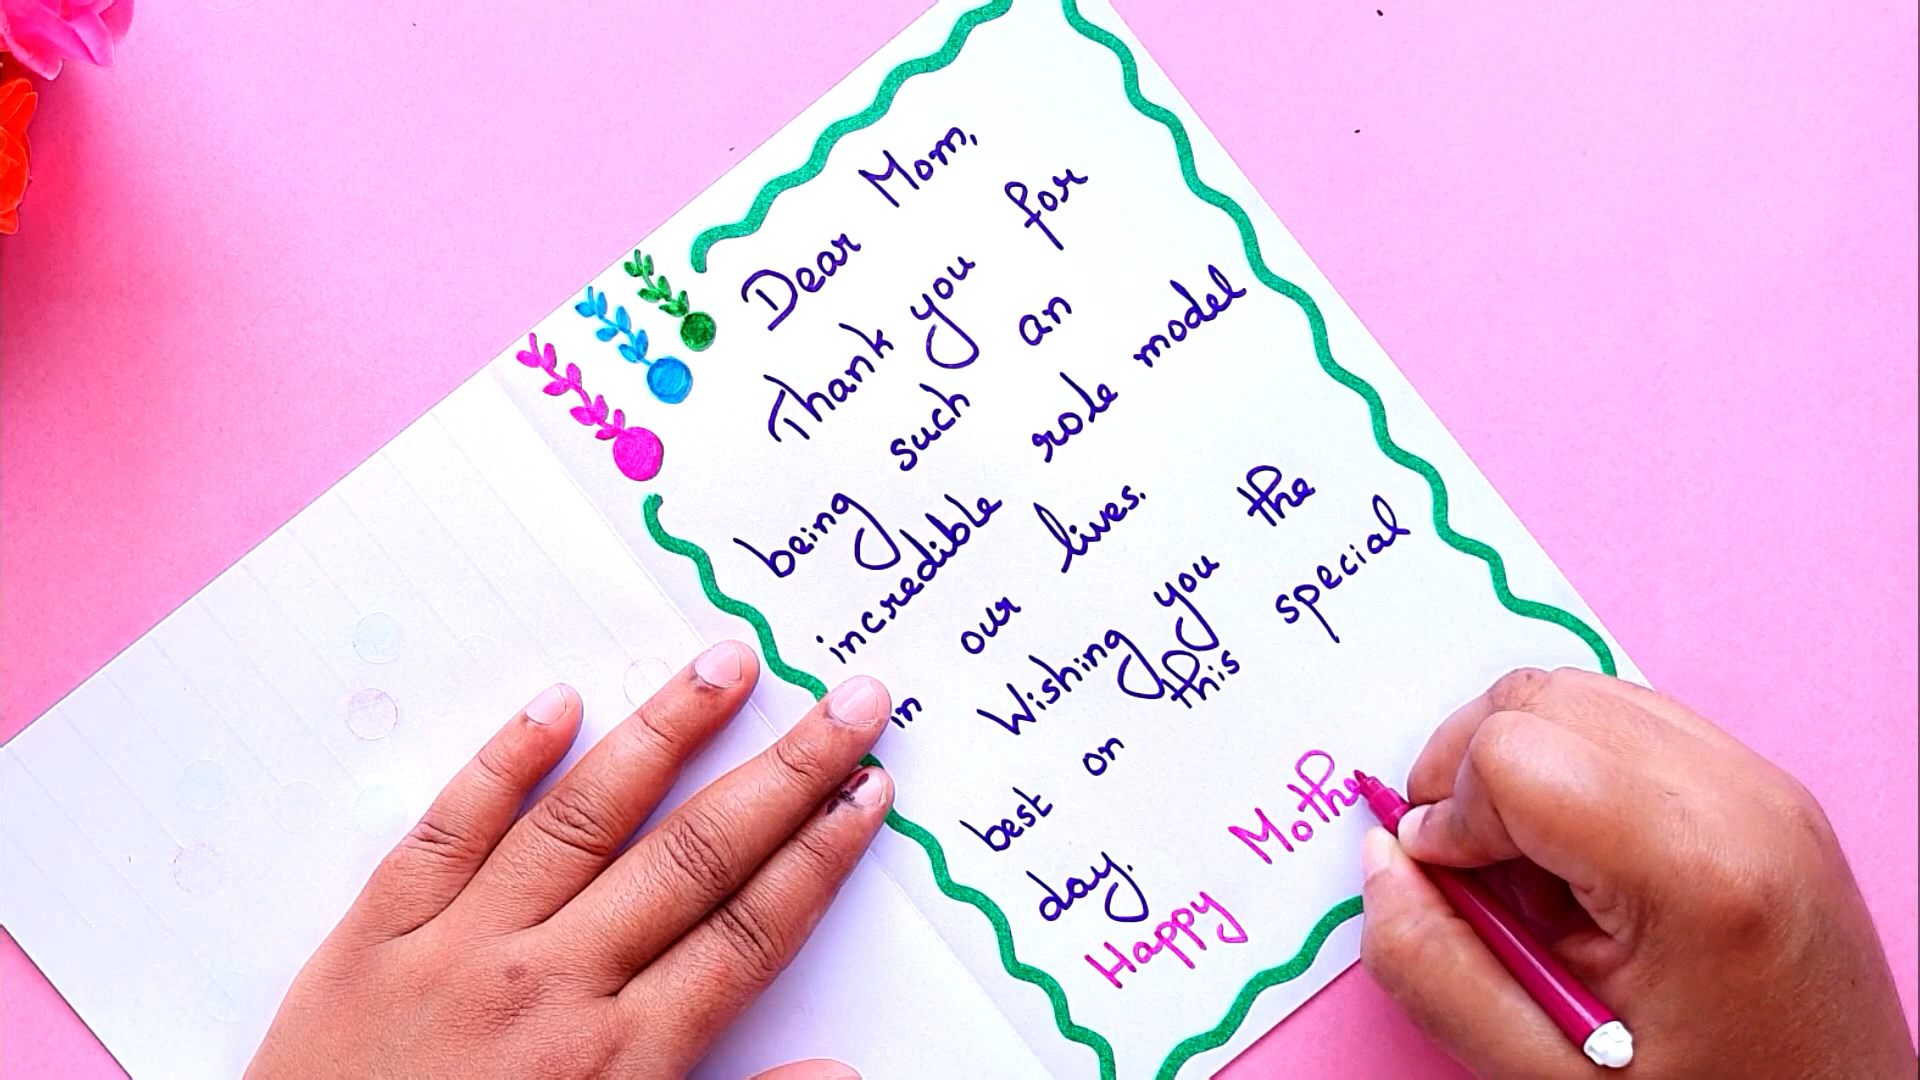 Dear Mom,
Thank you for
being such an
incredible role model
in our lives.
Wishing you the
best on this special
day.
Happy Mothe